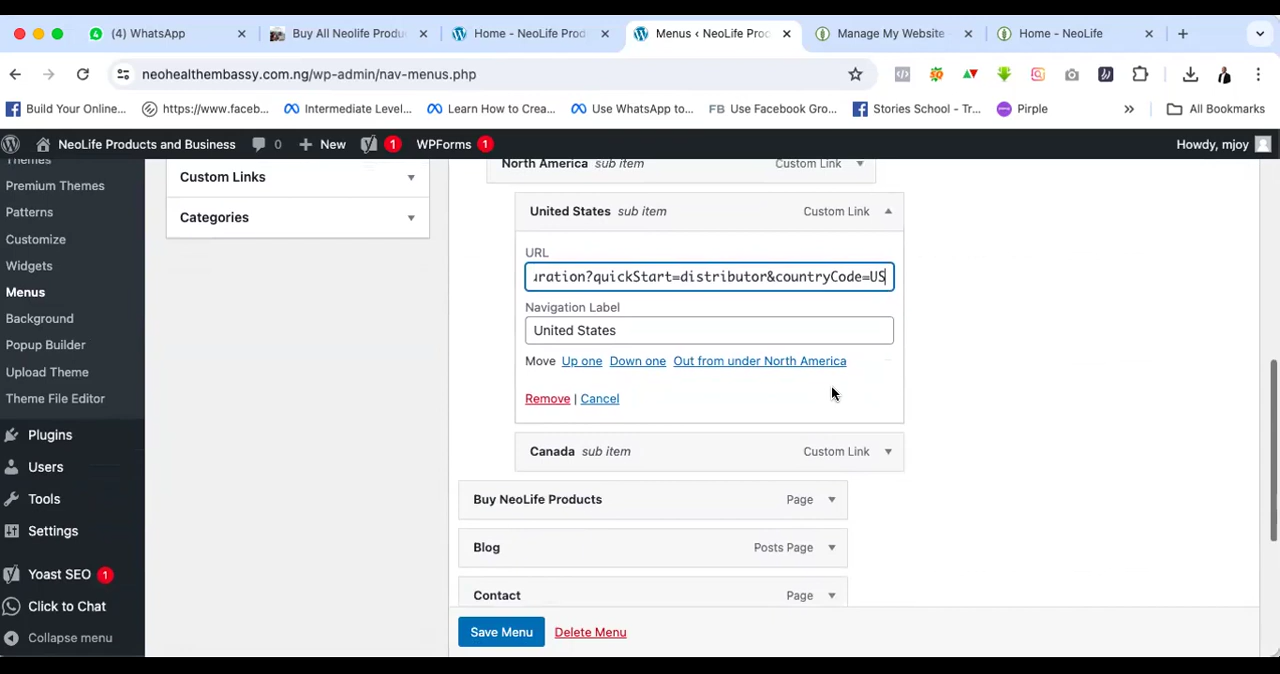 (4) WhatsApp
Buy All Neolife Produ
Home - NeoLife Pro
Menus ‹ NeoLife Pro
Manage My Website
Home - NeoLife
neohealthembassy.com.ng/wp-admin/nav-menus.php
Build Your Online...
https://www.faceb...
Intermediate Level...
Learn How to Crea...
Use WhatsApp to...
FB Use Facebook Gro...
Stories School - Tr...
Pirple
»
All Bookmarks
NeoLife Products and Business
0
+ New
1
WPForms 1
Howdy, mjoy
Themes
Premium Themes
Patterns
Customize
Widgets
Menus
Background
Popup Builder
Upload Theme
Theme File Editor
Plugins
Users
Tools
Settings
Yoast SEO 1
Click to Chat
Collapse menu
Custom Links
Categories
North America sub item Custom Link
United States sub item Custom Link
URL
uration?quickStart=distributor&countryCode=US
Navigation Label
United States
Move Up one Down one Out from under North America
Remove | Cancel
Canada sub item Custom Link
Buy NeoLife Products Page
Blog Posts Page
Contact Page
Save Menu Delete Menu